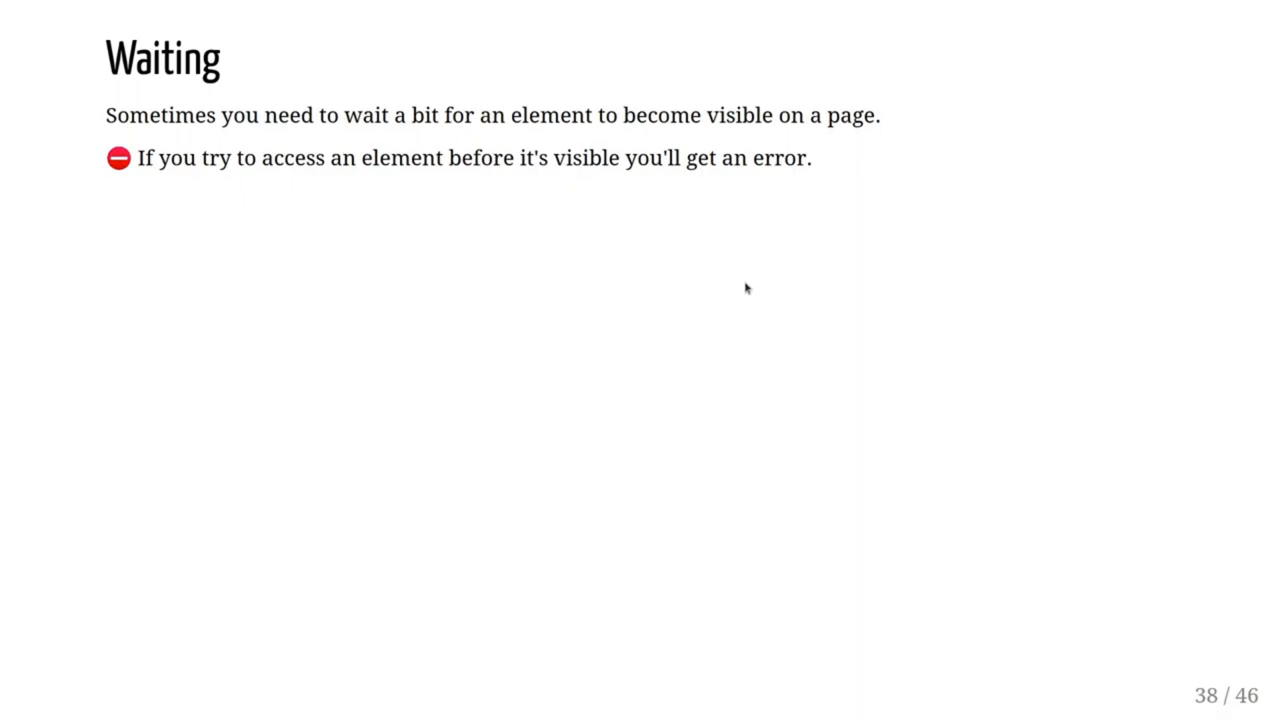 Waiting
Sometimes you need to wait a bit for an element to become visible on a page.
⛔ If you try to access an element before it's visible you'll get an error.
38 / 46